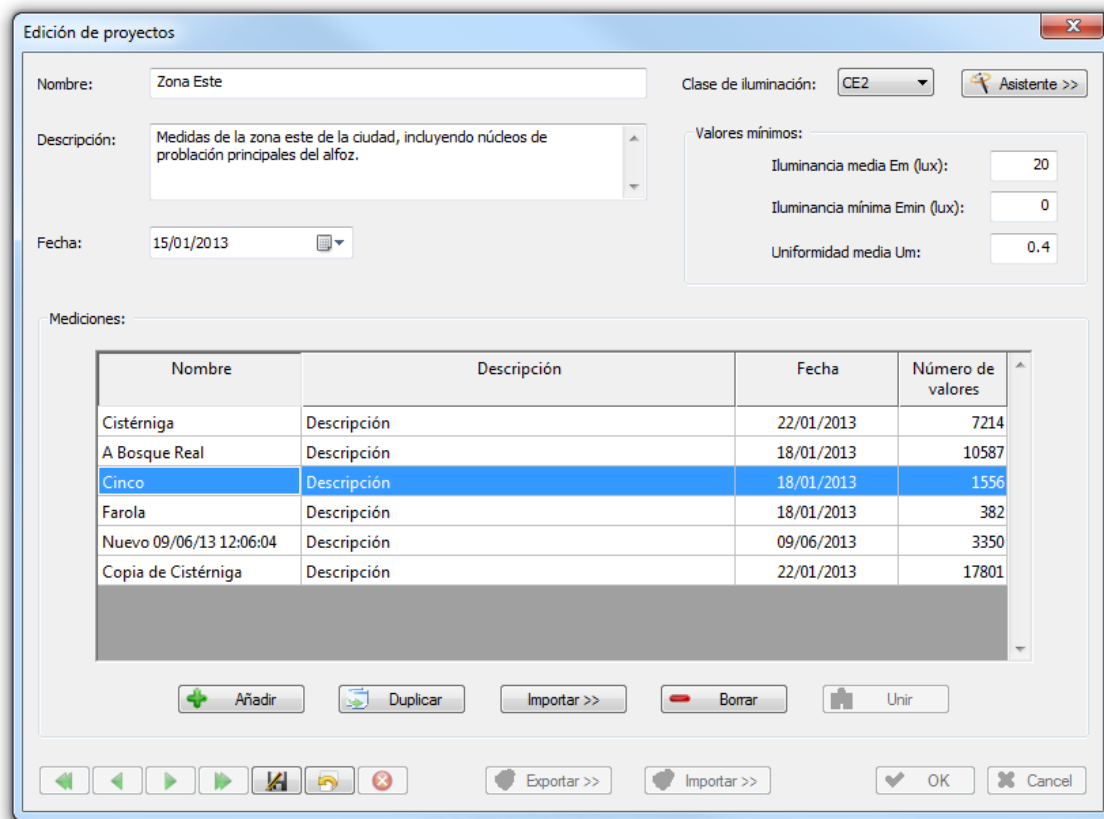 Edición de proyectos
Nombre: Zona Este Clase de iluminación: CE2 Asistente >>
Descripción: Medidas de la zona este de la ciudad, incluyendo núcleos de
problación principales del alfoz.
Valores mínimos:
Iluminancia media Em (lux): 20
Iluminancia mínima Emin (lux): 0
Uniformidad media Um: 0.4
Fecha: 15/01/2013
Mediciones:
Nombre Descripción Fecha Número de
valores
Cistérniga Descripción 22/01/2013 7214
A Bosque Real Descripción 18/01/2013 10587
Cinco Descripción 18/01/2013 1556
Farola Descripción 18/01/2013 382
Nuevo 09/06/13 12:06:04 Descripción 09/06/2013 3350
Copia de Cistérniga Descripción 22/01/2013 17801
Añadir Duplicar Importar >> Borrar Unir
Exportar >> Importar >> OK Cancel